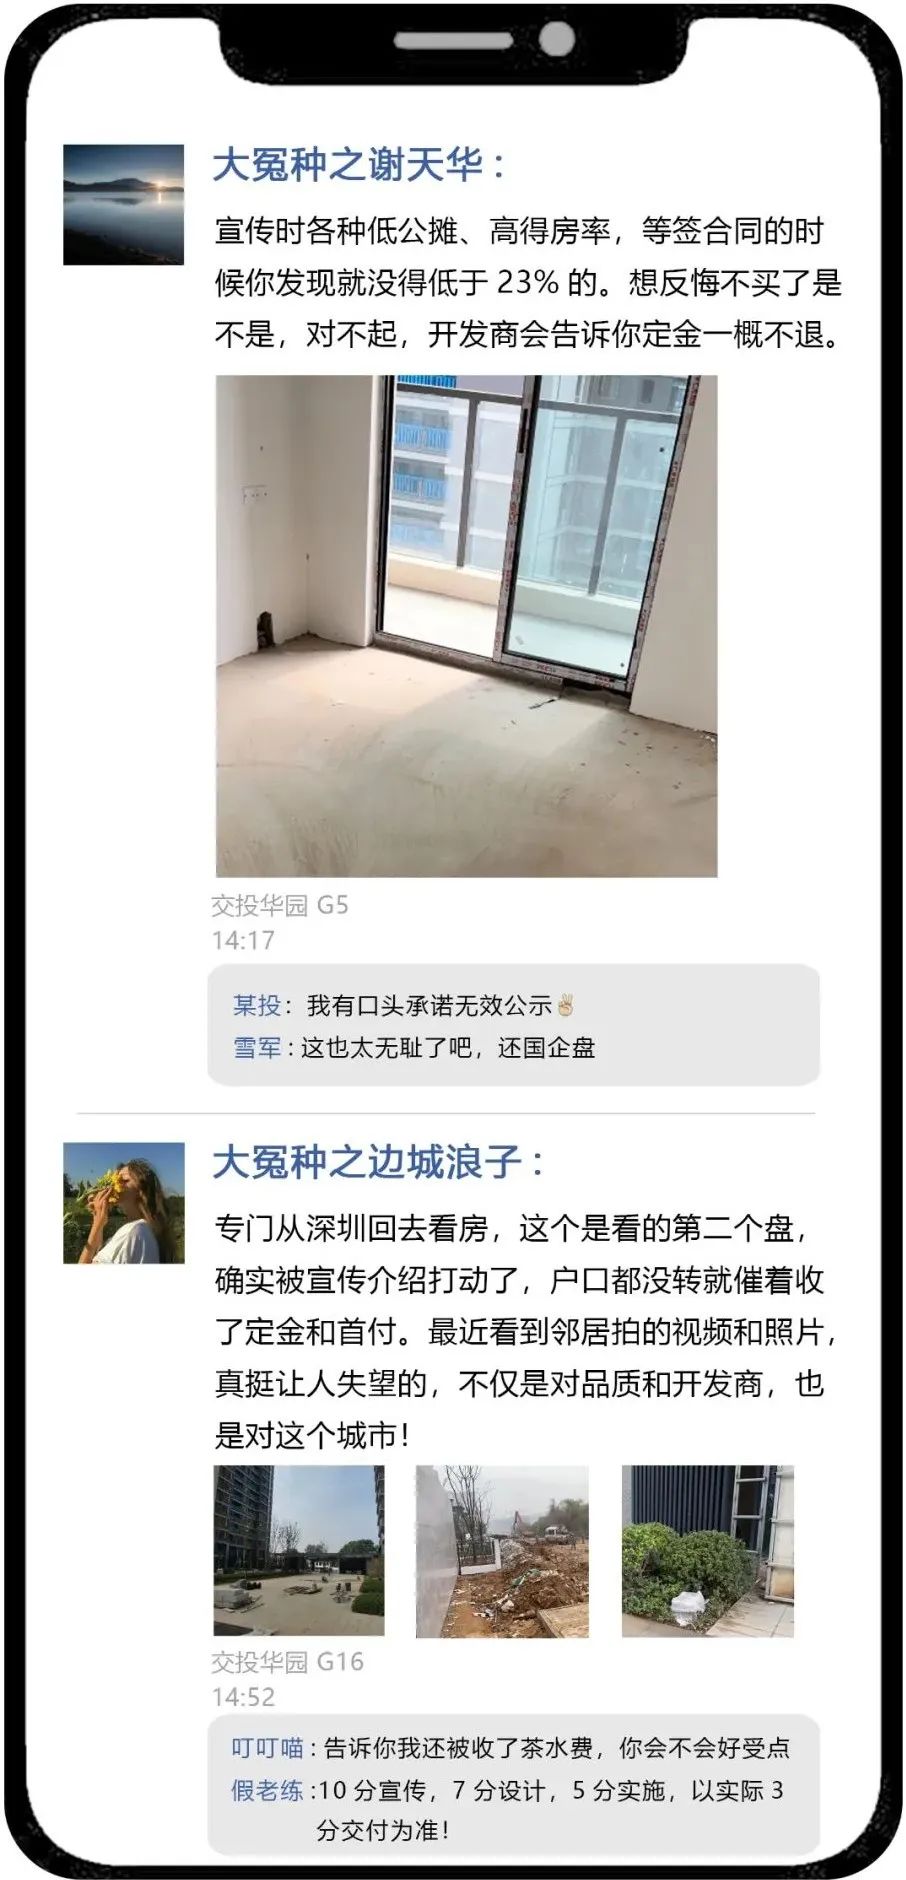 大冤种之谢天华：
宣传时各种低公摊、高得房率，等签合同的时
候你发现就没得低于 23% 的。想反悔不买了是
不是，对不起，开发商会告诉你定金一概不退。
交投华园 G5
14:17
某投：我有口头承诺无效公示✌🏼
雪军：这也太无耻了吧，还国企盘
大冤种之边城浪子：
专门从深圳回去看房，这个是看的第二个盘，
确实被宣传介绍打动了，户口都没转就催着收
了定金和首付。最近看到邻居拍的视频和照片，
真挺让人失望的，不仅是对品质和开发商，也
是对这个城市！
交投华园 G16
14:52
叮叮喵：告诉你我还被收了茶水费，你会不会好受点
假老练：10 分宣传，7 分设计，5 分实施，以实际 3
分交付为准！